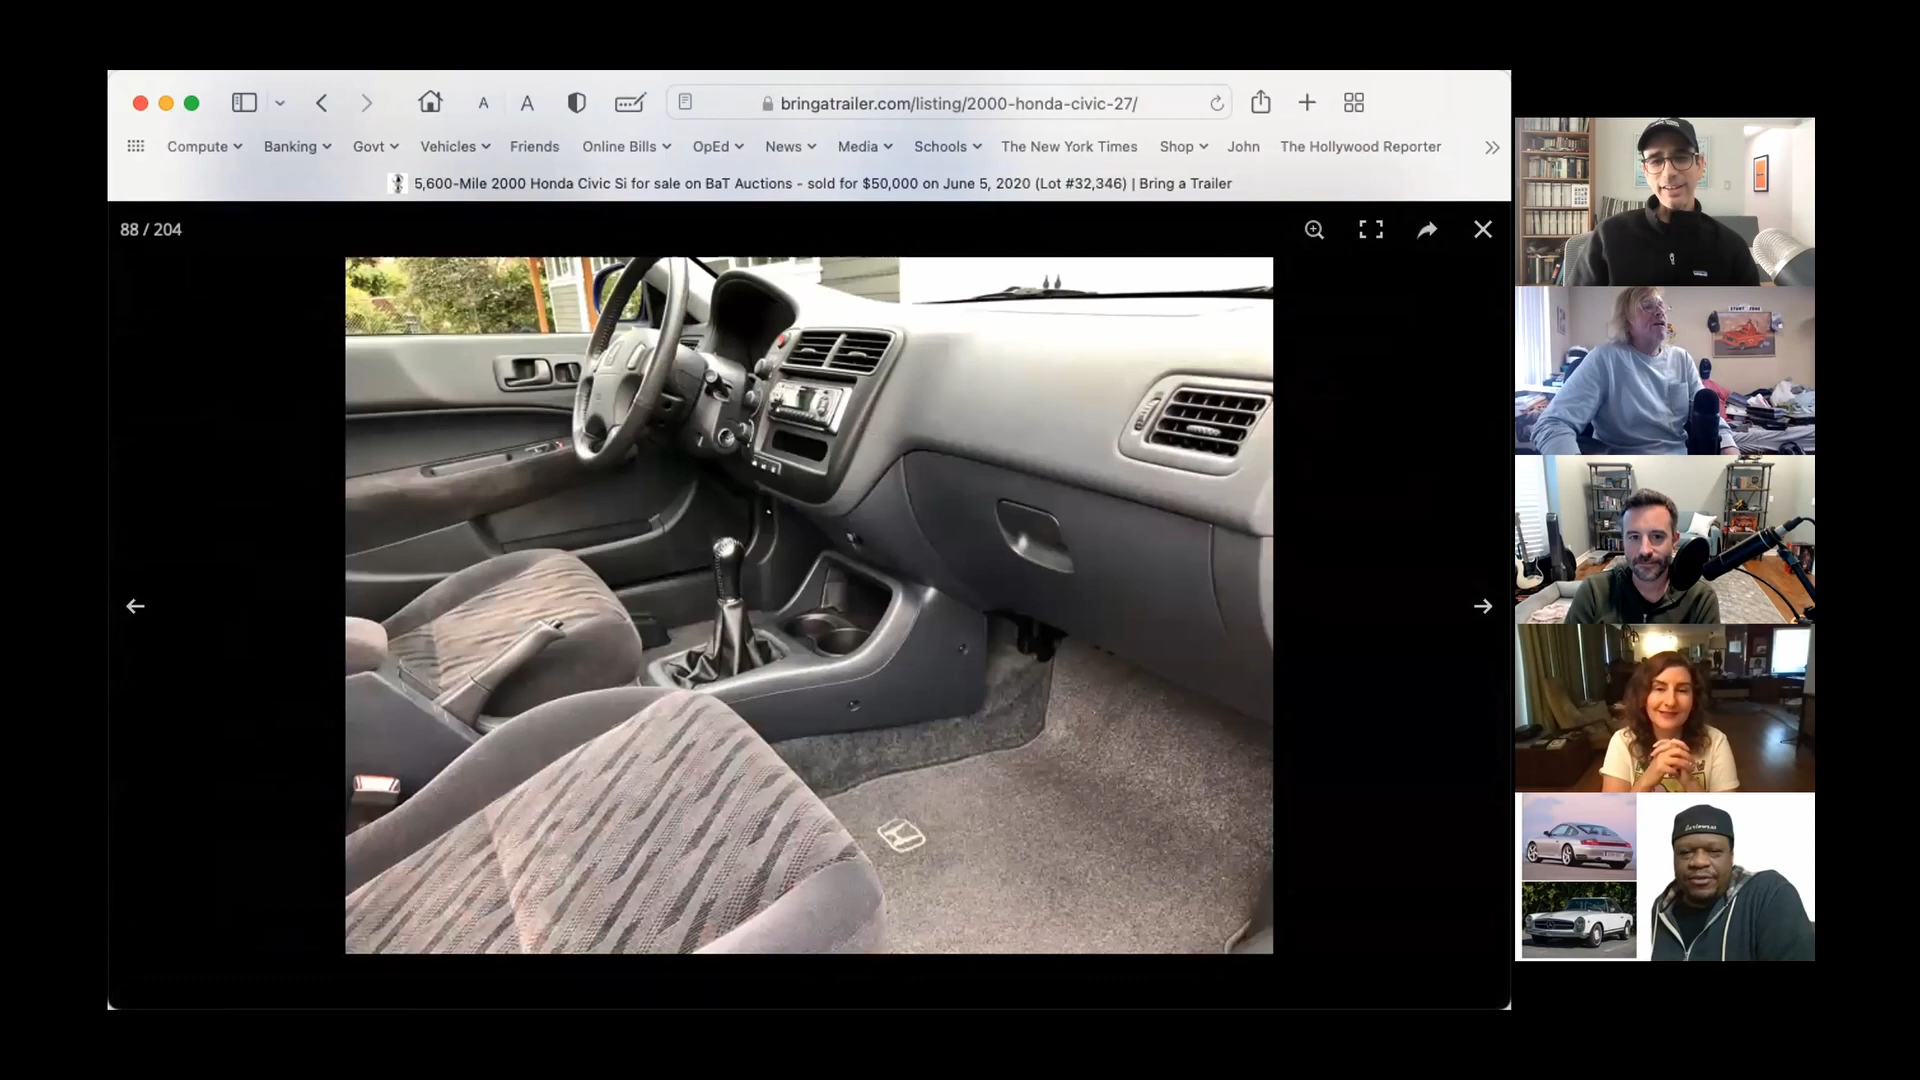 bringatrailer.com/listing/2000-honda-civic-27/
Compute Banking Govt Vehicles Friends Online Bills OpEd News Media Schools The New York Times Shop John The Hollywood Reporter
5,600-Mile 2000 Honda Civic Si for sale on BaT Auctions - sold for $50,000 on June 5, 2020 (Lot #32,346) | Bring a Trailer
88 / 204
A A